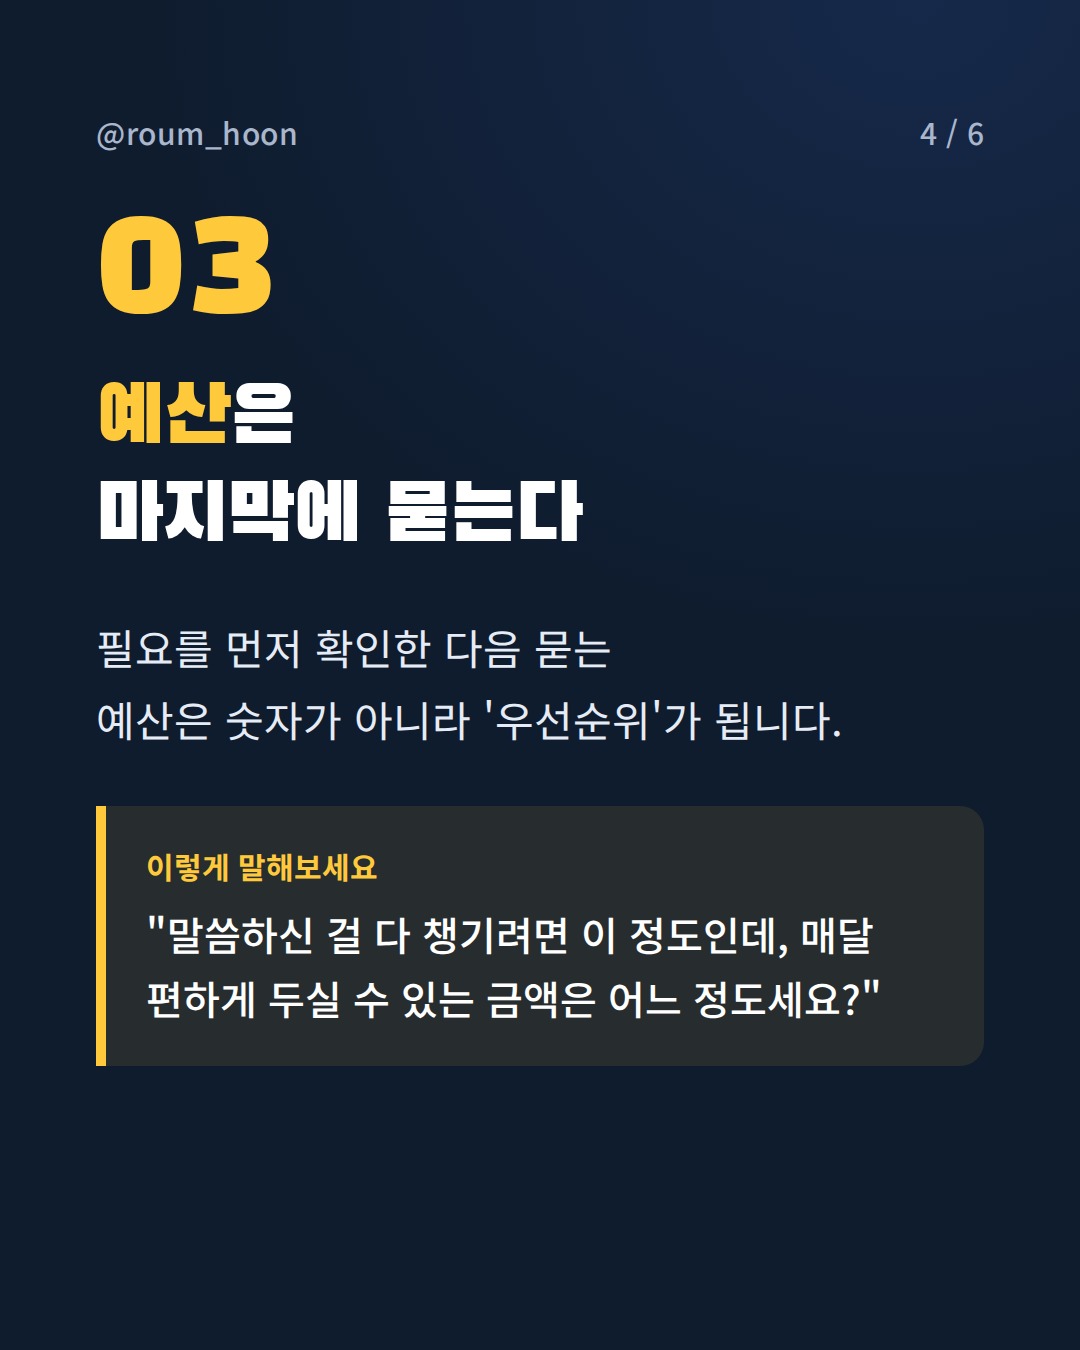 @roum_hoon
4 / 6
03
예산은
마지막에 묻는다
필요를 먼저 확인한 다음 묻는
예산은 숫자가 아니라 '우선순위'가 됩니다.
이렇게 말해보세요
"말씀하신 걸 다 챙기려면 이 정도인데, 매달
편하게 두실 수 있는 금액은 어느 정도세요?"